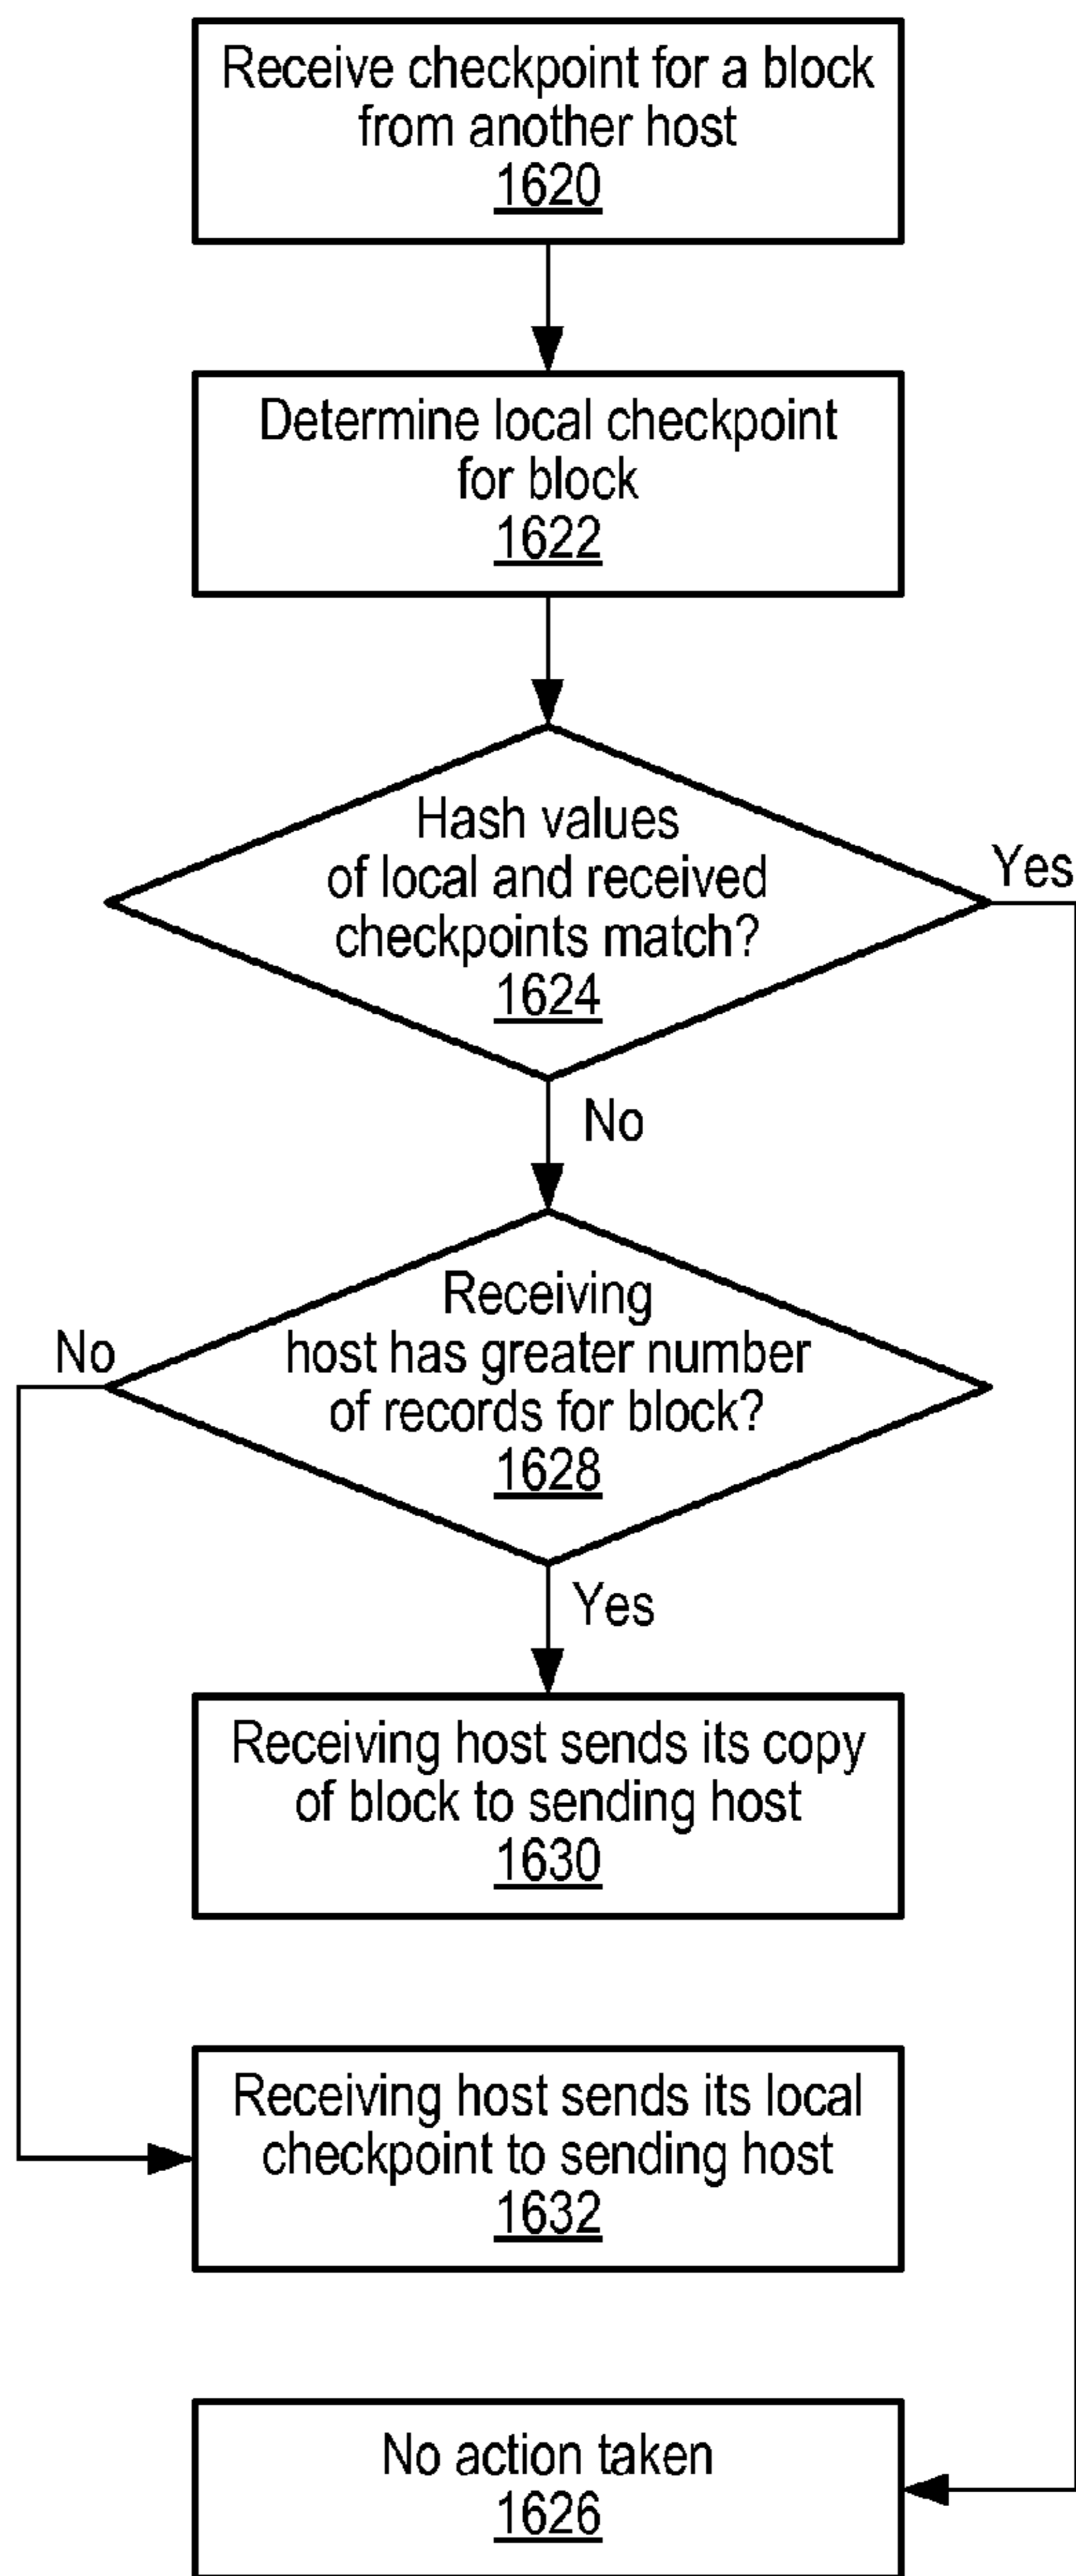 Receive checkpoint for a block
from another host
1620
Determine local checkpoint
for block
1622
Hash values
of local and received
checkpoints match?
1624
Yes
No
Receiving
host has greater number
of records for block?
1628
No
Yes
Receiving host sends its copy
of block to sending host
1630
Receiving host sends its local
checkpoint to sending host
1632
No action taken
1626